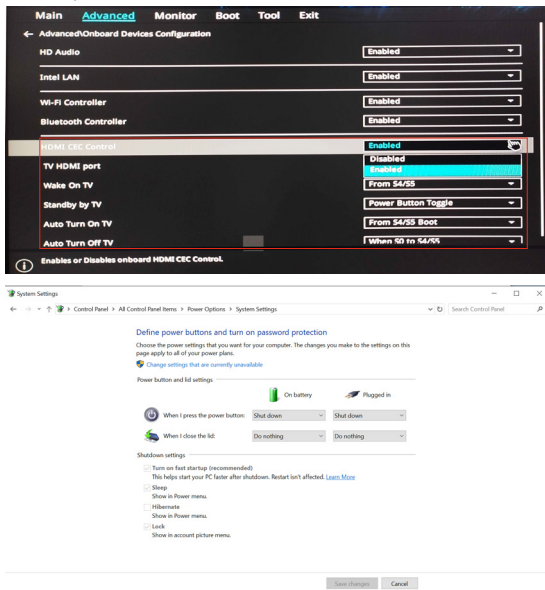 Main Advanced Monitor Boot Tool Exit
Advanced\Onboard Devices Configuration
HD Audio Enabled
Intel LAN Enabled
Wi-Fi Controller Enabled
Bluetooth Controller Enabled
HDMI CEC Control Enabled
Disabled
TV HDMI port Enabled
Wake On TV From S4/S5
Standby by TV Power Button Toggle
Auto Turn On TV From S4/S5 Boot
Auto Turn Off TV When S0 to S4/S5
Enables or Disables onboard HDMI CEC Control.
System Settings
Control Panel > All Control Panel Items > Power Options > System Settings
Search Control Panel
Define power buttons and turn on password protection
Choose the power settings that you want for your computer. The changes you make to the settings on this
page apply to all of your power plans.
Change settings that are currently unavailable
Power button and lid settings
On battery Plugged in
When I press the power button: Shut down Shut down
When I close the lid: Do nothing Do nothing
Shutdown settings
Turn on fast startup (recommended)
This helps start your PC faster after shutdown. Restart isn't affected. Learn More
Sleep
Show in Power menu.
Hibernate
Show in Power menu.
Lock
Show in account picture menu.
Save changes Cancel